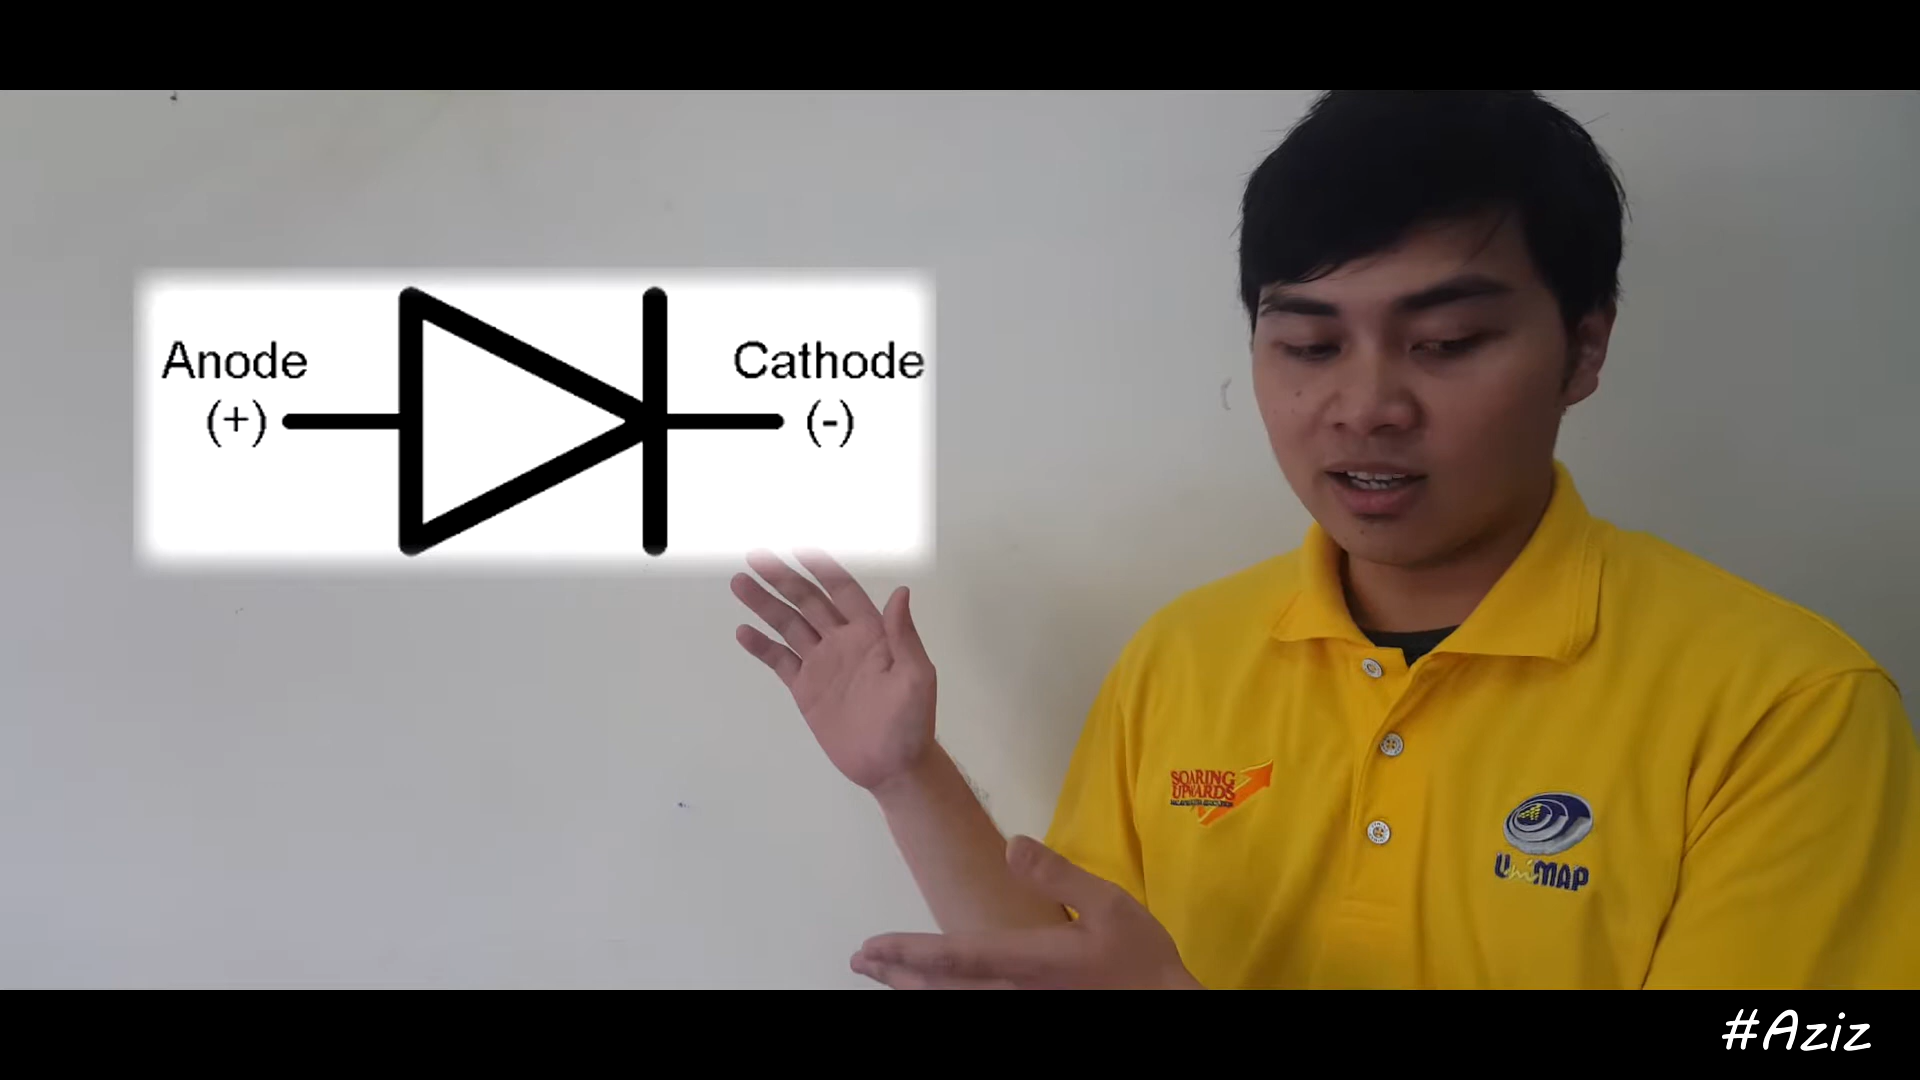 Anode
(+)
Cathode
(-)
SOARING
UPWARDS
UniMAP
#Aziz